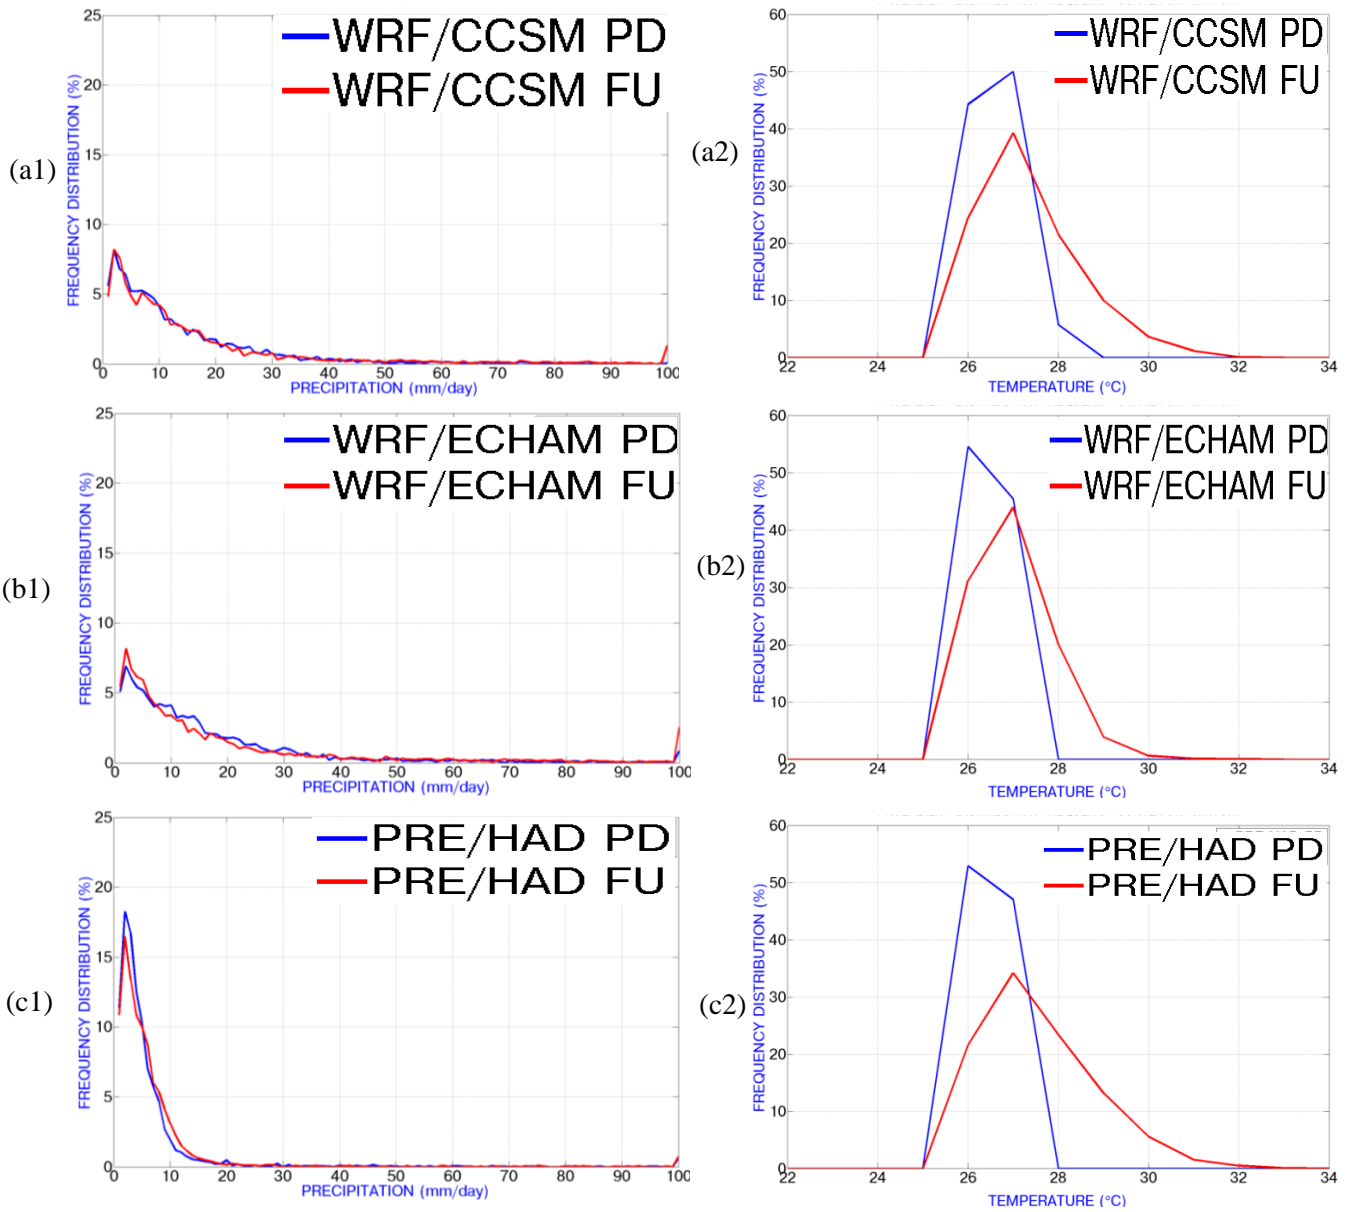 (a1)
FREQUENCY DISTRIBUTION (%)
25
20
15
10
5
0
WRF/CCSM PD
WRF/CCSM FU
0 10 20 30 40 50 60 70 80 90 100
PRECIPITATION (mm/day)
(a2)
FREQUENCY DISTRIBUTION (%)
60
50
40
30
20
10
0
WRF/CCSM PD
WRF/CCSM FU
22 24 26 28 30 32 34
TEMPERATURE (°C)
(b1)
FREQUENCY DISTRIBUTION (%)
25
20
15
10
5
0
WRF/ECHAM PD
WRF/ECHAM FU
0 10 20 30 40 50 60 70 80 90 100
PRECIPITATION (mm/day)
(b2)
FREQUENCY DISTRIBUTION (%)
60
50
40
30
20
10
0
WRF/ECHAM PD
WRF/ECHAM FU
22 24 26 28 30 32 34
TEMPERATURE (°C)
(c1)
FREQUENCY DISTRIBUTION (%)
25
20
15
10
5
0
PRE/HAD PD
PRE/HAD FU
0 10 20 30 40 50 60 70 80 90 100
PRECIPITATION (mm/day)
(c2)
FREQUENCY DISTRIBUTION (%)
60
50
40
30
20
10
0
PRE/HAD PD
PRE/HAD FU
22 24 26 28 30 32 34
TEMPERATURE (°C)